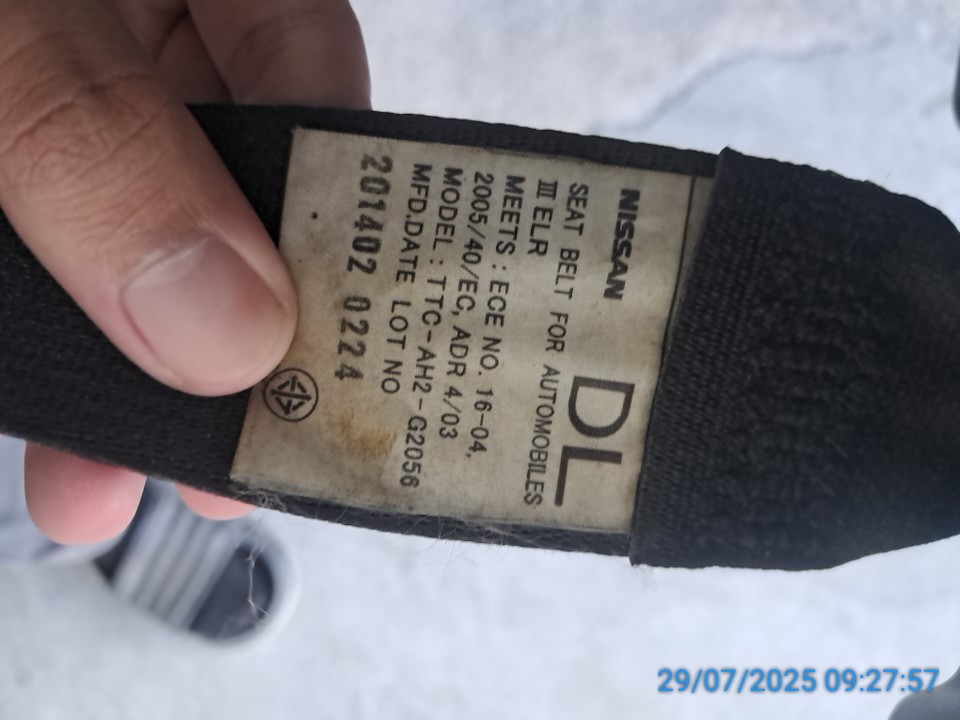 NISSAN
DL
SEAT BELT FOR AUTOMOBILES
III ELR
MEETS : ECE NO. 16-04,
2005/40/EC, ADR 4/03
MODEL : TTC-AH2-G2056
MFD.DATE LOT NO
201402 0224
29/07/2025 09:27:57